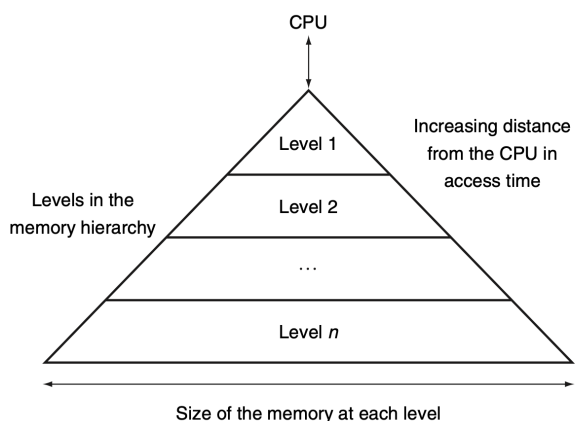 CPU
Increasing distance
from the CPU in
access time
Levels in the
memory hierarchy
Level 1
Level 2
...
Level n
Size of the memory at each level